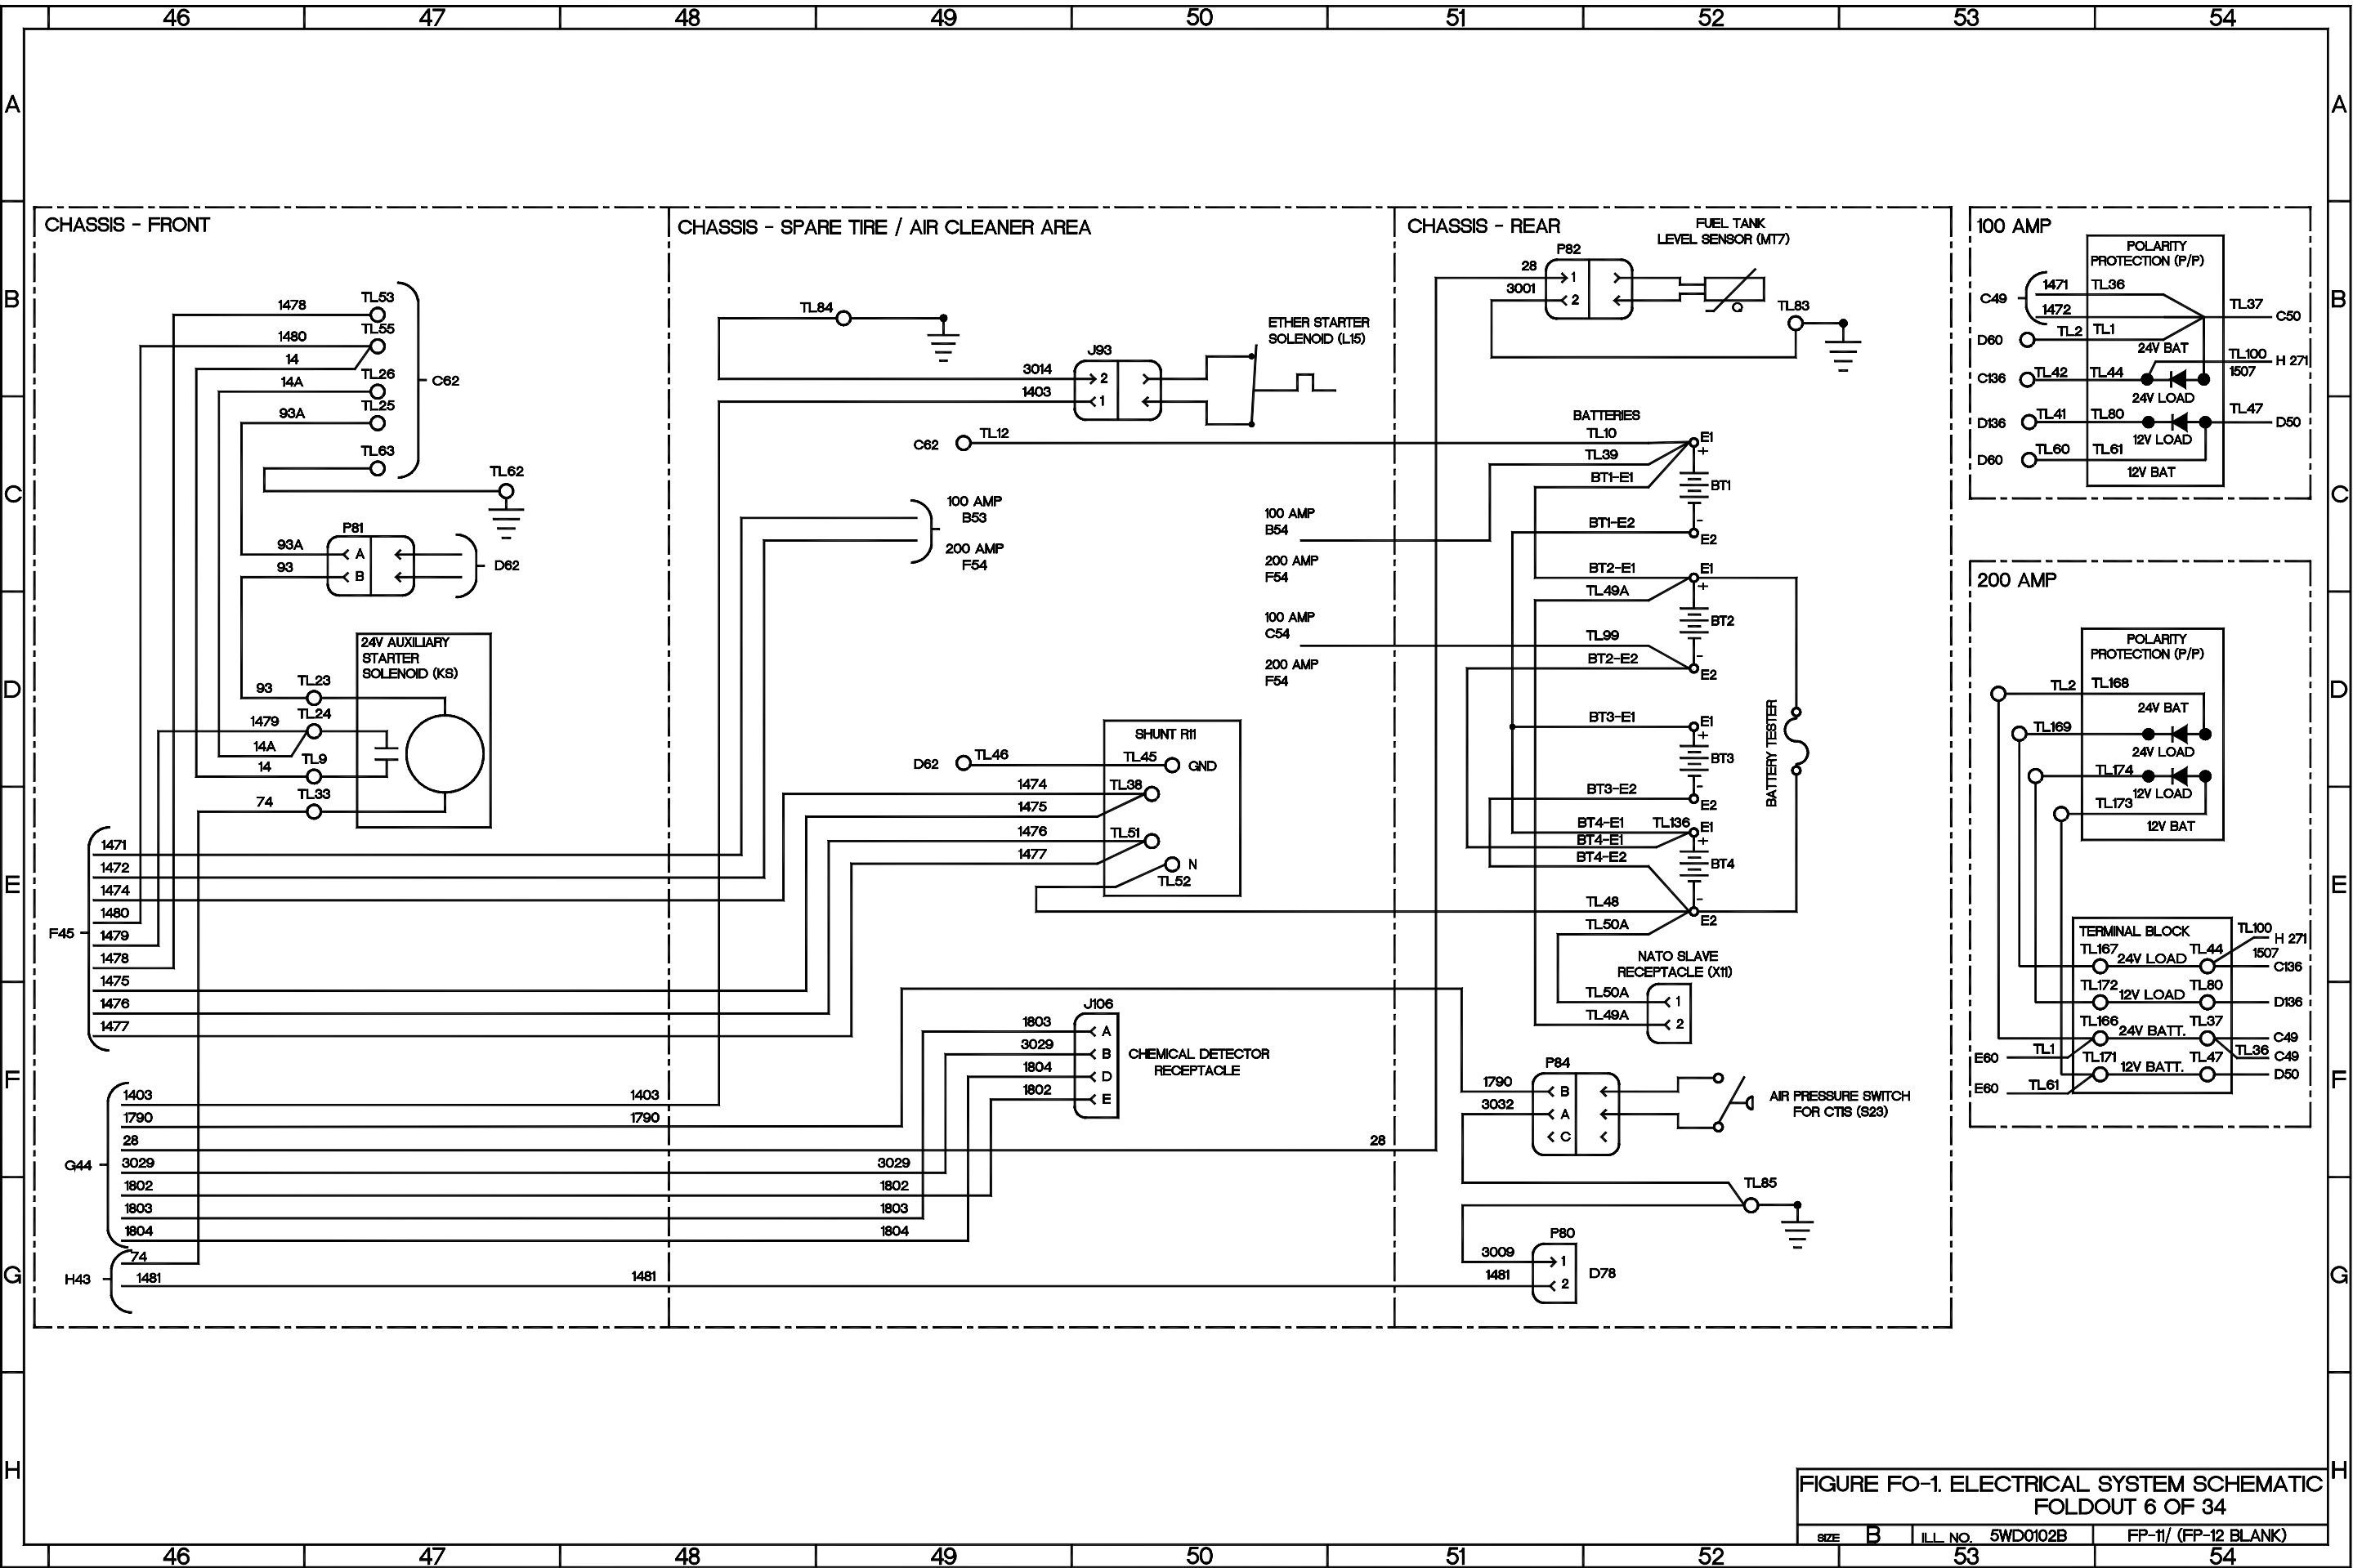 46 47 48 49 50 51 52 53 54
A A
B B
C C
D D
E E
F F
G G
H H
CHASSIS - FRONT
1478 TL53
1480 TL55
14
14A TL26
93A TL25
TL63
C62
TL62
P81
93A A
93 B
D62
24V AUXILIARY
STARTER
SOLENOID (KS)
93 TL23
1479 TL24
14A
14 TL9
74 TL33
F45
1471
1472
1474
1480
1479
1478
1475
1476
1477
G44
1403 1403
1790 1790
28 28
3029 3029
1802 1802
1803 1803
1804 1804
H43
74
1481 1481
CHASSIS - SPARE TIRE / AIR CLEANER AREA
TL84
ETHER STARTER
SOLENOID (L15)
J93
3014 2
1403 1
C62 TL12
100 AMP
B53
200 AMP
F54
100 AMP
B54
200 AMP
F54
100 AMP
C54
200 AMP
F54
SHUNT R11
D62 TL46 TL45 GND
1474 TL38
1475
1476 TL51
1477 N
TL52
J106
1803 A
3029 B
1804 D
1802 E
CHEMICAL DETECTOR
RECEPTACLE
CHASSIS - REAR
FUEL TANK
LEVEL SENSOR (MT7)
P82
28 1
3001 2
Q
TL83
BATTERIES
TL10 E1
+
TL39
BT1-E1 BT1
BT1-E2 -
E2
BT2-E1 E1
TL49A +
BT2
TL99 -
BT2-E2 E2
BT3-E1 E1
+
BT3
BT3-E2 -
E2
BT4-E1 TL136 E1
BT4-E1 +
BT4-E2 BT4
TL48 -
E2
TL50A
BATTERY TESTER
NATO SLAVE
RECEPTACLE (X11)
TL50A 1
TL49A 2
P84
1790 B
3032 A
C
AIR PRESSURE SWITCH
FOR CTIS (S23)
TL85
P80
3009 1
1481 2
D78
100 AMP
POLARITY
PROTECTION (P/P)
C49
1471 TL36
1472
TL37 C50
D60 TL2 TL1
24V BAT
TL100 H 271
1507
C136 TL42 TL44
24V LOAD
D136 TL41 TL80
TL47 D50
12V LOAD
D60 TL60 TL61
12V BAT
200 AMP
POLARITY
PROTECTION (P/P)
TL2 TL168
24V BAT
TL169
24V LOAD
TL174
12V LOAD
TL173
12V BAT
TERMINAL BLOCK
TL100 H 271
1507
TL167 24V LOAD TL44 C136
TL172 12V LOAD TL80 D136
TL166 24V BATT. TL37 C49
E60 TL1
TL36 C49
TL171 12V BATT. TL47 D50
E60 TL61
FIGURE FO-1. ELECTRICAL SYSTEM SCHEMATIC
FOLDOUT 6 OF 34
SIZE B ILL. NO. 5WD0102B FP-11/ (FP-12 BLANK)
46 47 48 49 50 51 52 53 54